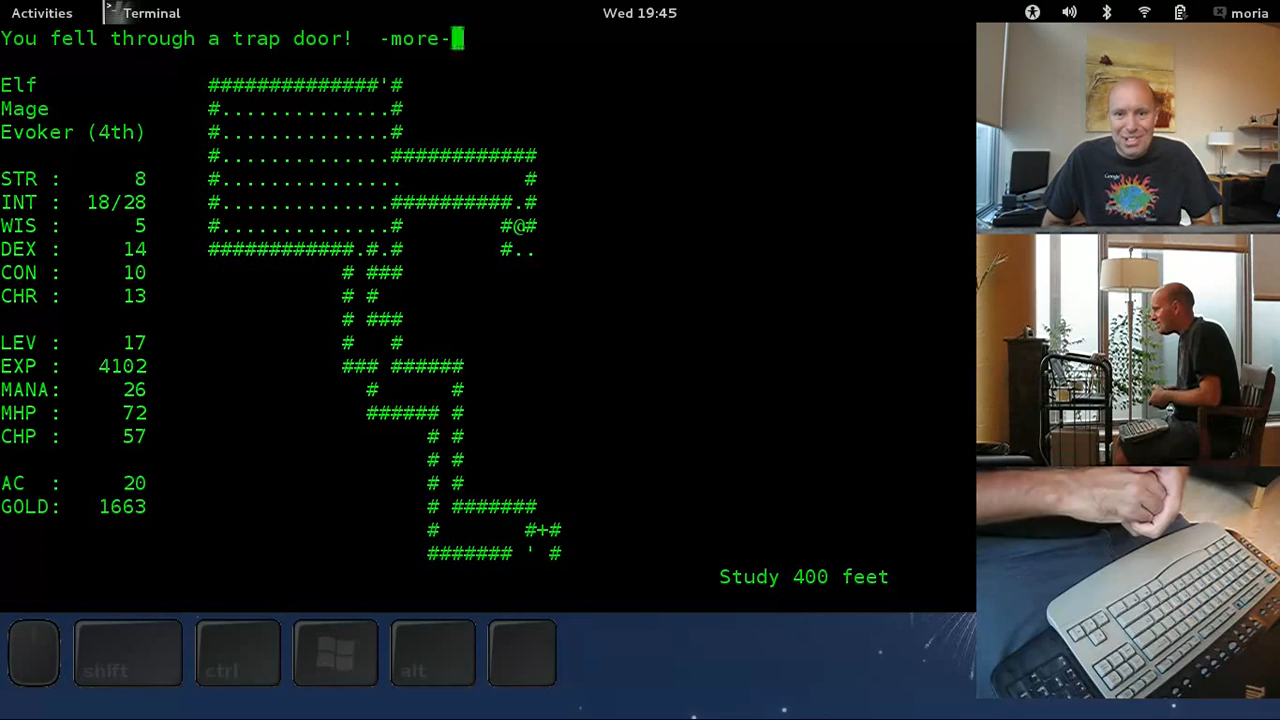 Activities Terminal Wed 19:45 moria
You fell through a trap door!  -more-
Elf             ##############'#
Mage            #..............#
Evoker (4th)    #..............#
                #..............############
STR :     8     #...............          #
INT : 18/28     #..............##########.#
WIS :     5     #..............#        #@#
DEX :    14     ############.#.#        #..
CON :    10                # ###
CHR :    13                # #
                           # ###
LEV :    17                #   #
EXP :  4102                ### ######
MANA:    26                  #      #
MHP :    72                  ###### #
CHP :    57                       # #
                                  # #
AC  :    20                       # #
GOLD:  1663                       # #######
                                  #       #+#
                                  ####### ' #
Study 400 feet
Google
shift ctrl alt